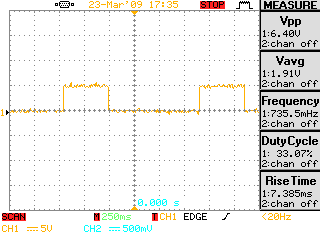 23-Mar'09 17:35 STOP MEASURE
Vpp
1:6.40V
2:chan off
Vavg
1:1.91V
2:chan off
Frequency
1:735.5mHz
2:chan off
DutyCycle
1: 33.07%
2:chan off
RiseTime
1:7.385ms
2:chan off
1
0.000 s
SCAN M 250ms T CH1 EDGE <20Hz
CH1 5V CH2 500mV